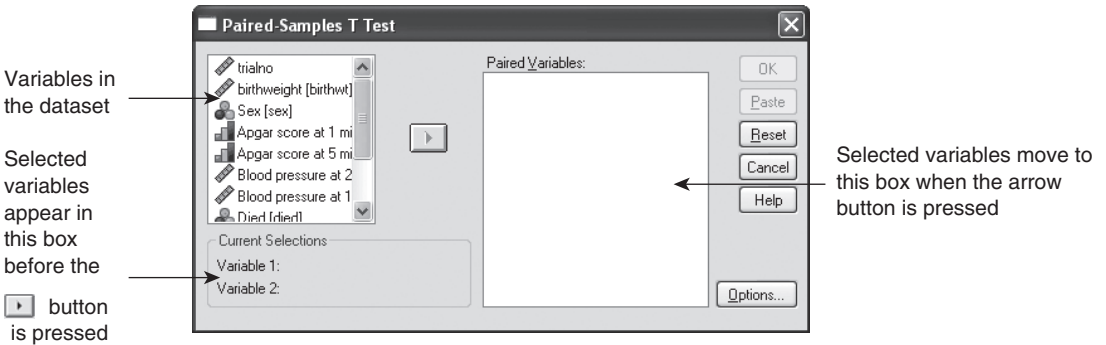 Paired-Samples T Test
Variables in
the dataset
Selected
variables
appear in
this box
before the
button
is pressed
trialno
birthweight [birthwt]
Sex [sex]
Apgar score at 1 mi
Apgar score at 5 mi
Blood pressure at 2
Blood pressure at 1
Died [died]
Current Selections
Variable 1:
Variable 2:
Paired Variables:
OK
Paste
Reset
Cancel
Help
Options...
Selected variables move to
this box when the arrow
button is pressed